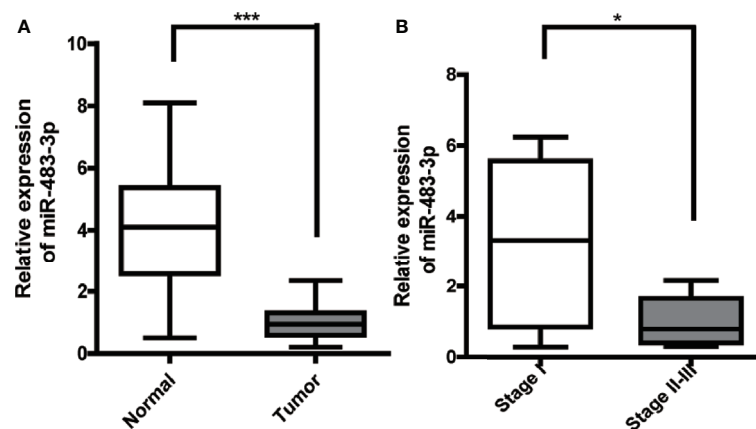 A
***
10
8
6
4
2
0
Relative expression
of miR-483-3p
Normal
Tumor
B
*
8
6
4
2
0
Relative expression
of miR-483-3p
Stage I
Stage II-III